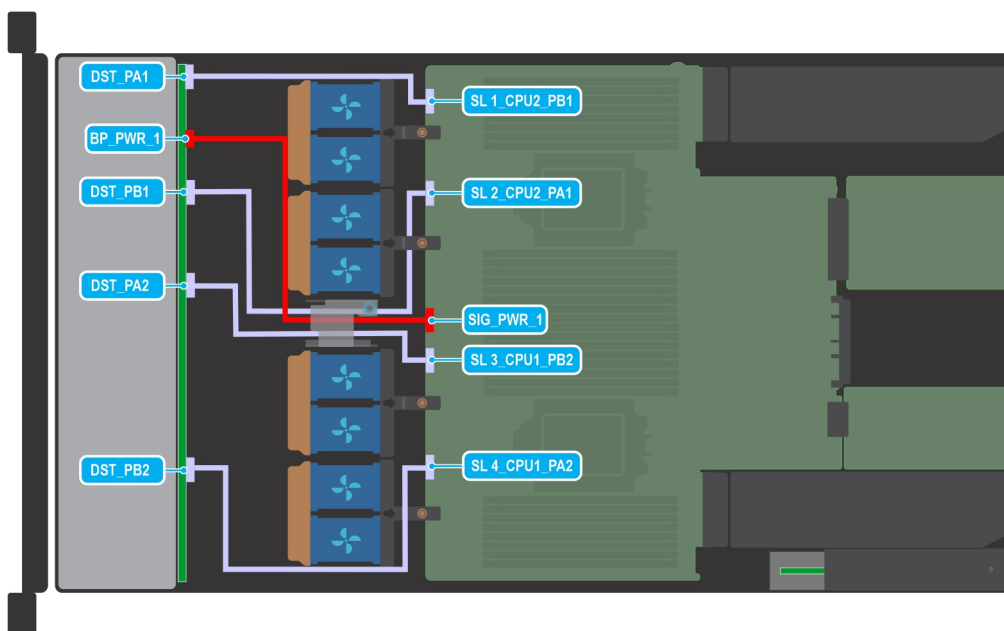 DST_PA1
BP_PWR_1
DST_PB1
DST_PA2
DST_PB2
SL 1_CPU2_PB1
SL 2_CPU2_PA1
SIG_PWR_1
SL 3_CPU1_PB2
SL 4_CPU1_PA2